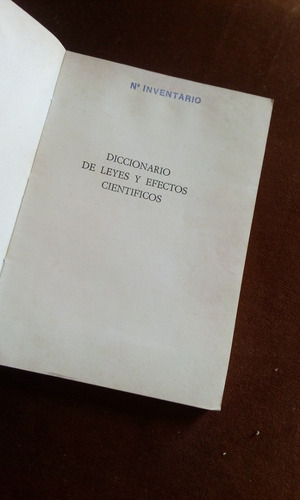 Nº INVENTARIO
DICCIONARIO
DE LEYES Y EFECTOS
CIENTIFICOS